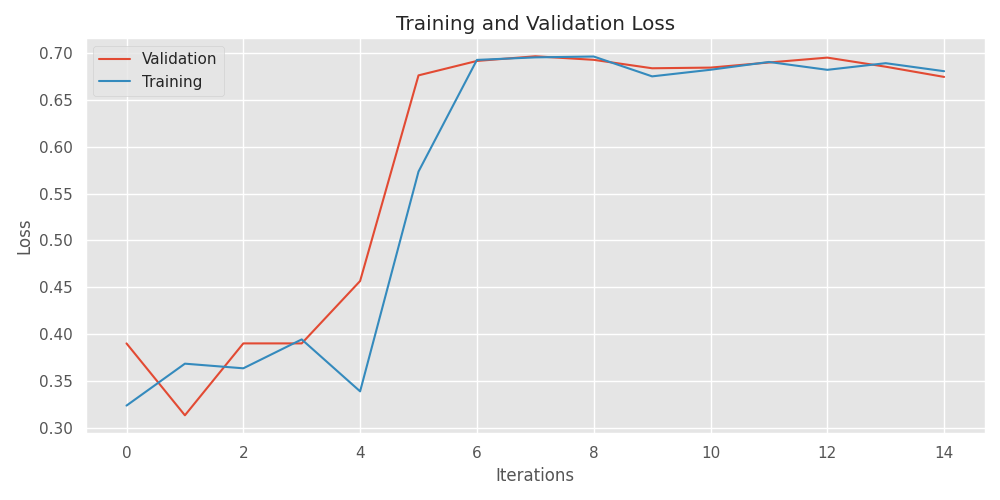 Training and Validation Loss
Validation
Training
0.70
0.65
0.60
0.55
0.50
0.45
0.40
0.35
0.30
Loss
0 2 4 6 8 10 12 14
Iterations